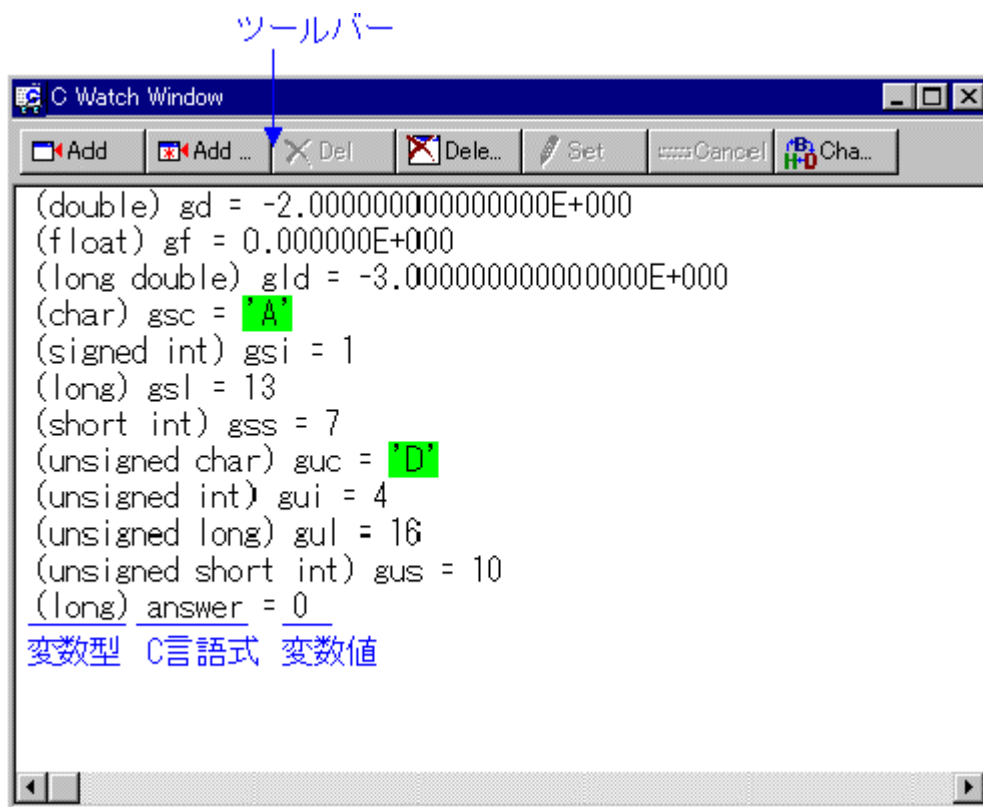 ツールバー
C Watch Window
Add Add ... Del Dele... Set Cancel Cha...
(double) gd = -2.000000000000000E+000
(float) gf = 0.000000E+000
(long double) gld = -3.000000000000000E+000
(char) gsc = 'A'
(signed int) gsi = 1
(long) gsl = 13
(short int) gss = 7
(unsigned char) guc = 'D'
(unsigned int) gui = 4
(unsigned long) gul = 16
(unsigned short int) gus = 10
(long) answer = 0
変数型 C言語式 変数値